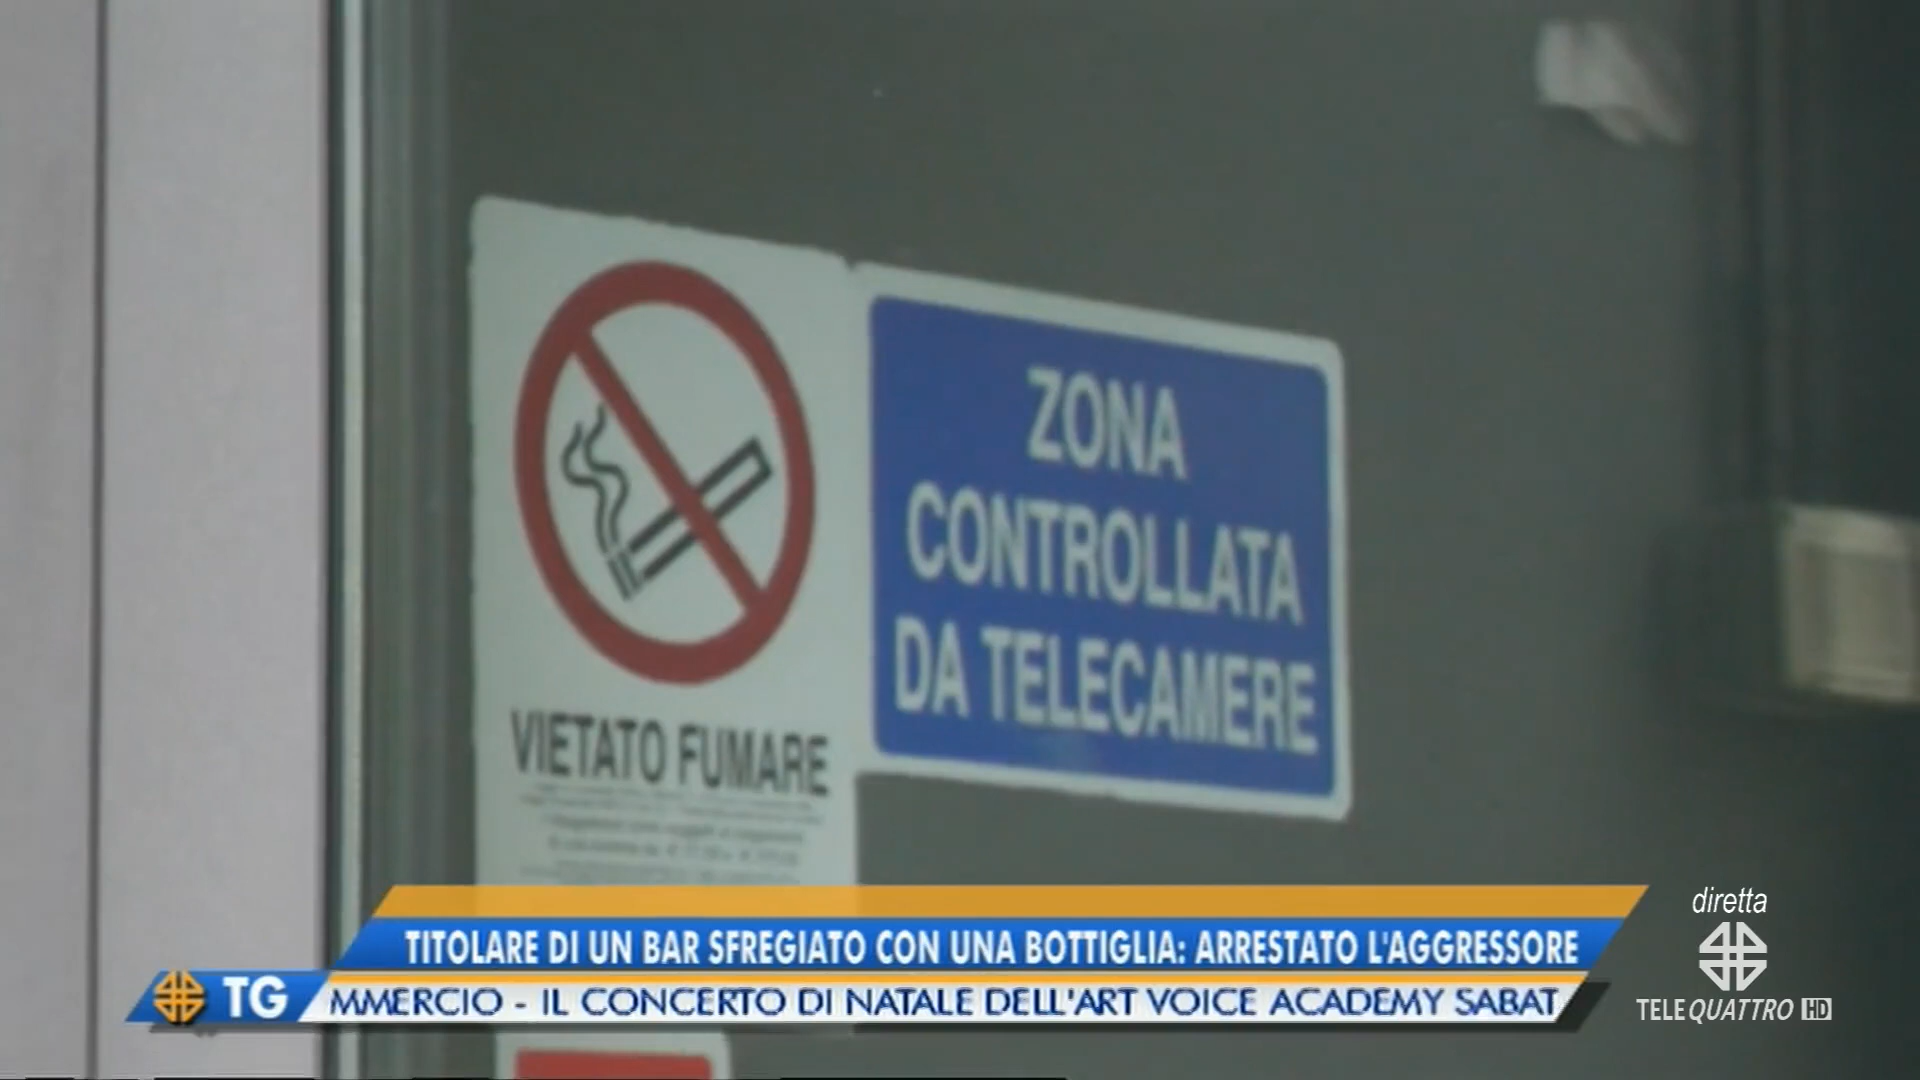 ZONA
CONTROLLATA
DA TELECAMERE
VIETATO FUMARE
TITOLARE DI UN BAR SFREGIATO CON UNA BOTTIGLIA: ARRESTATO L'AGGRESSORE
TG
MMERCIO - IL CONCERTO DI NATALE DELL'ART VOICE ACADEMY SABAT
diretta
TELEQUATTRO HD